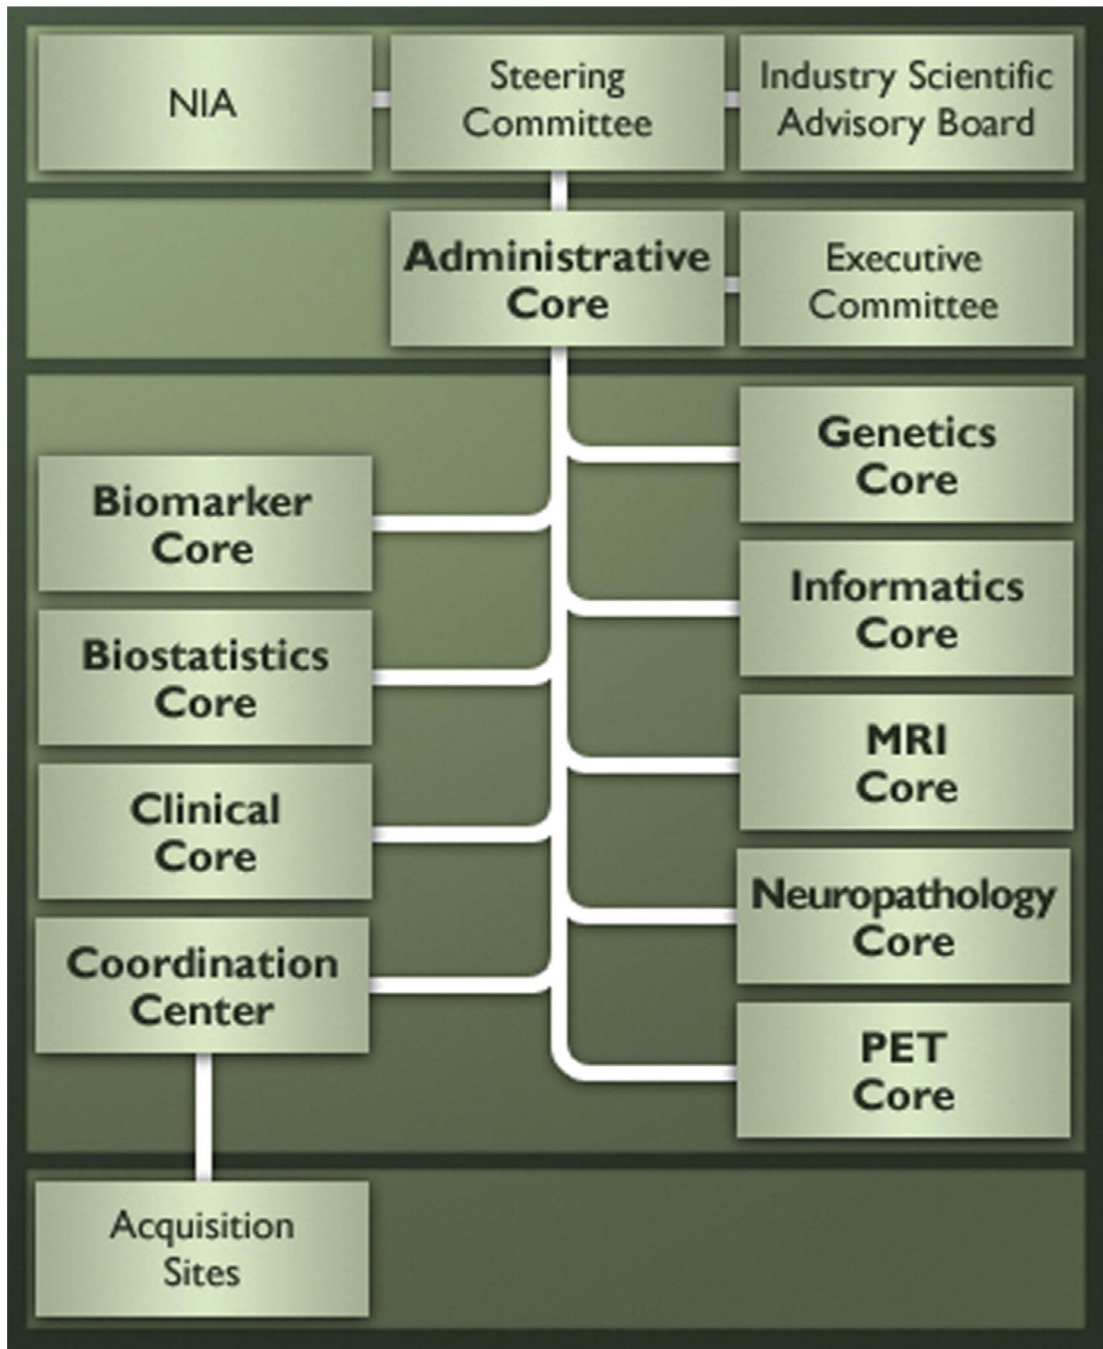 NIA
Steering
Committee
Industry Scientific
Advisory Board
Administrative
Core
Executive
Committee
Biomarker
Core
Biostatistics
Core
Clinical
Core
Coordination
Center
Genetics
Core
Informatics
Core
MRI
Core
Neuropathology
Core
PET
Core
Acquisition
Sites